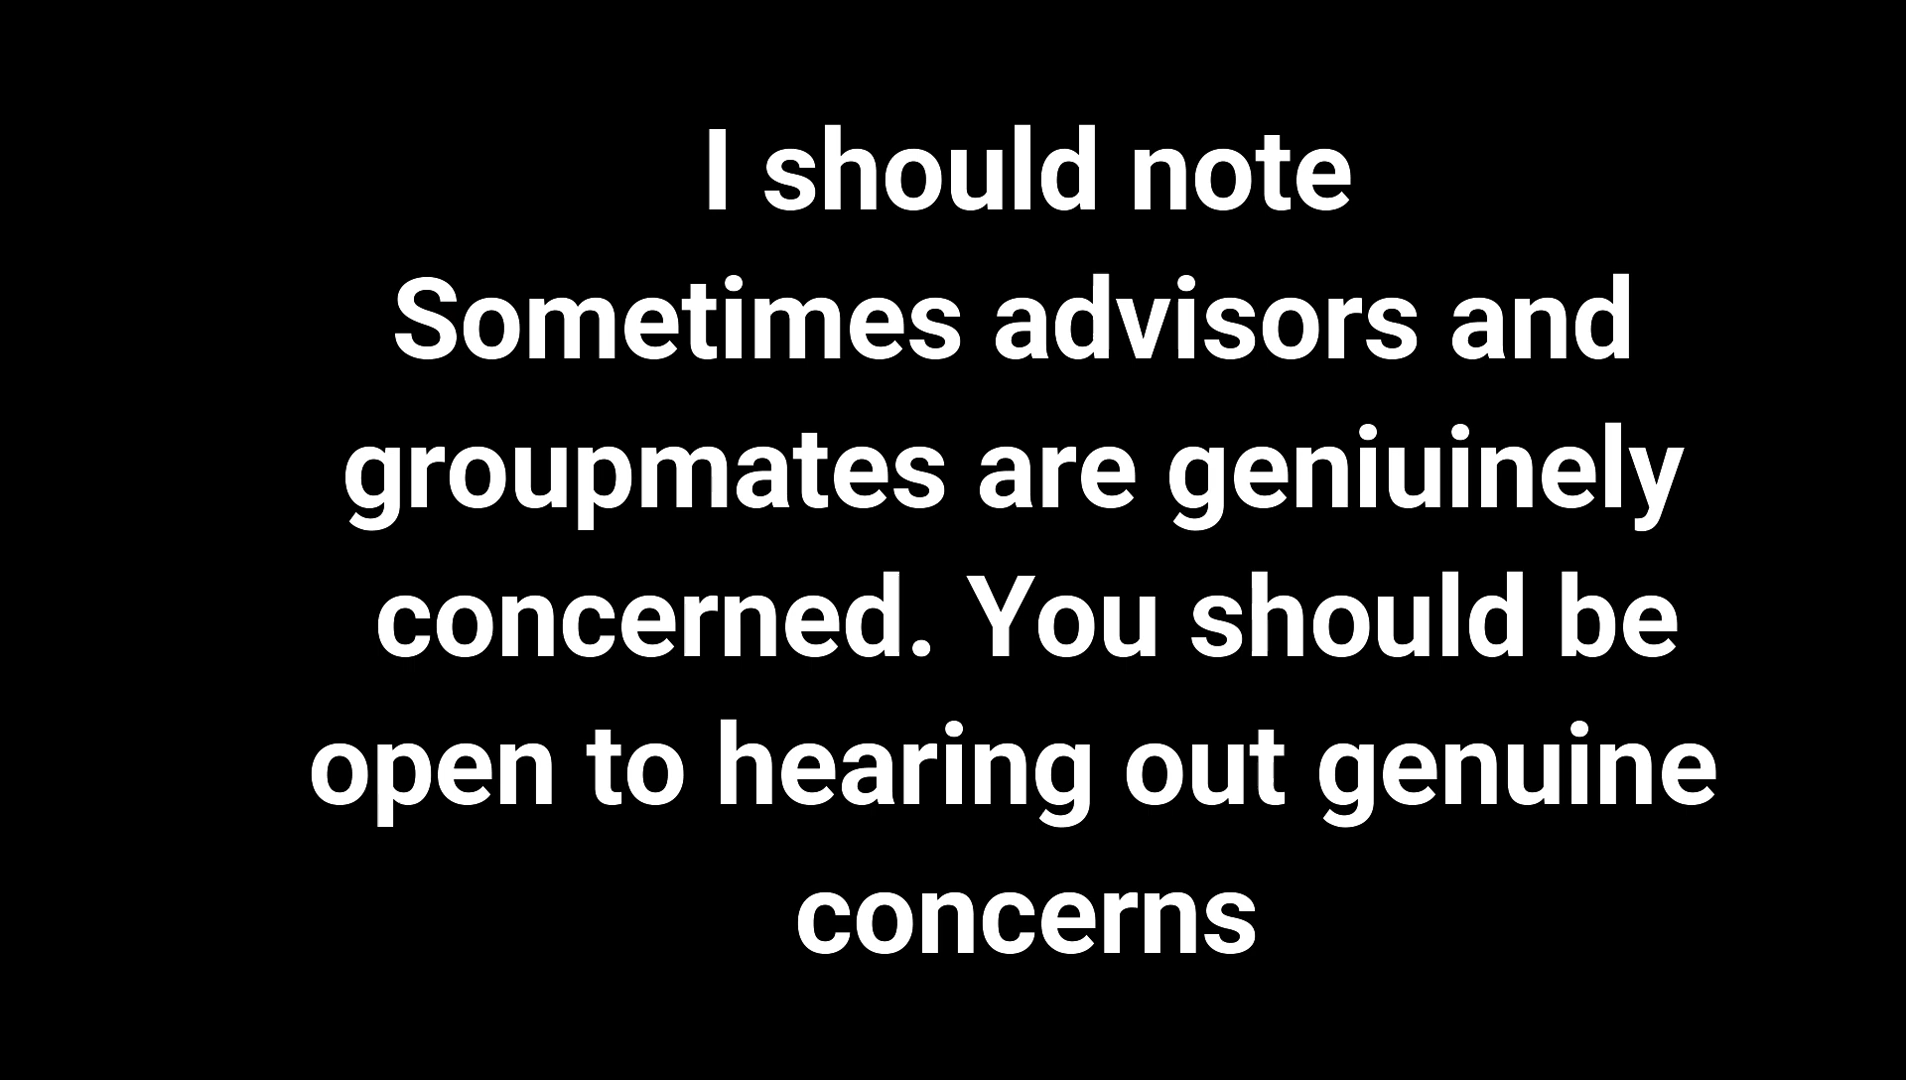 I should note
Sometimes advisors and
groupmates are geniuinely
concerned. You should be
open to hearing out genuine
concerns